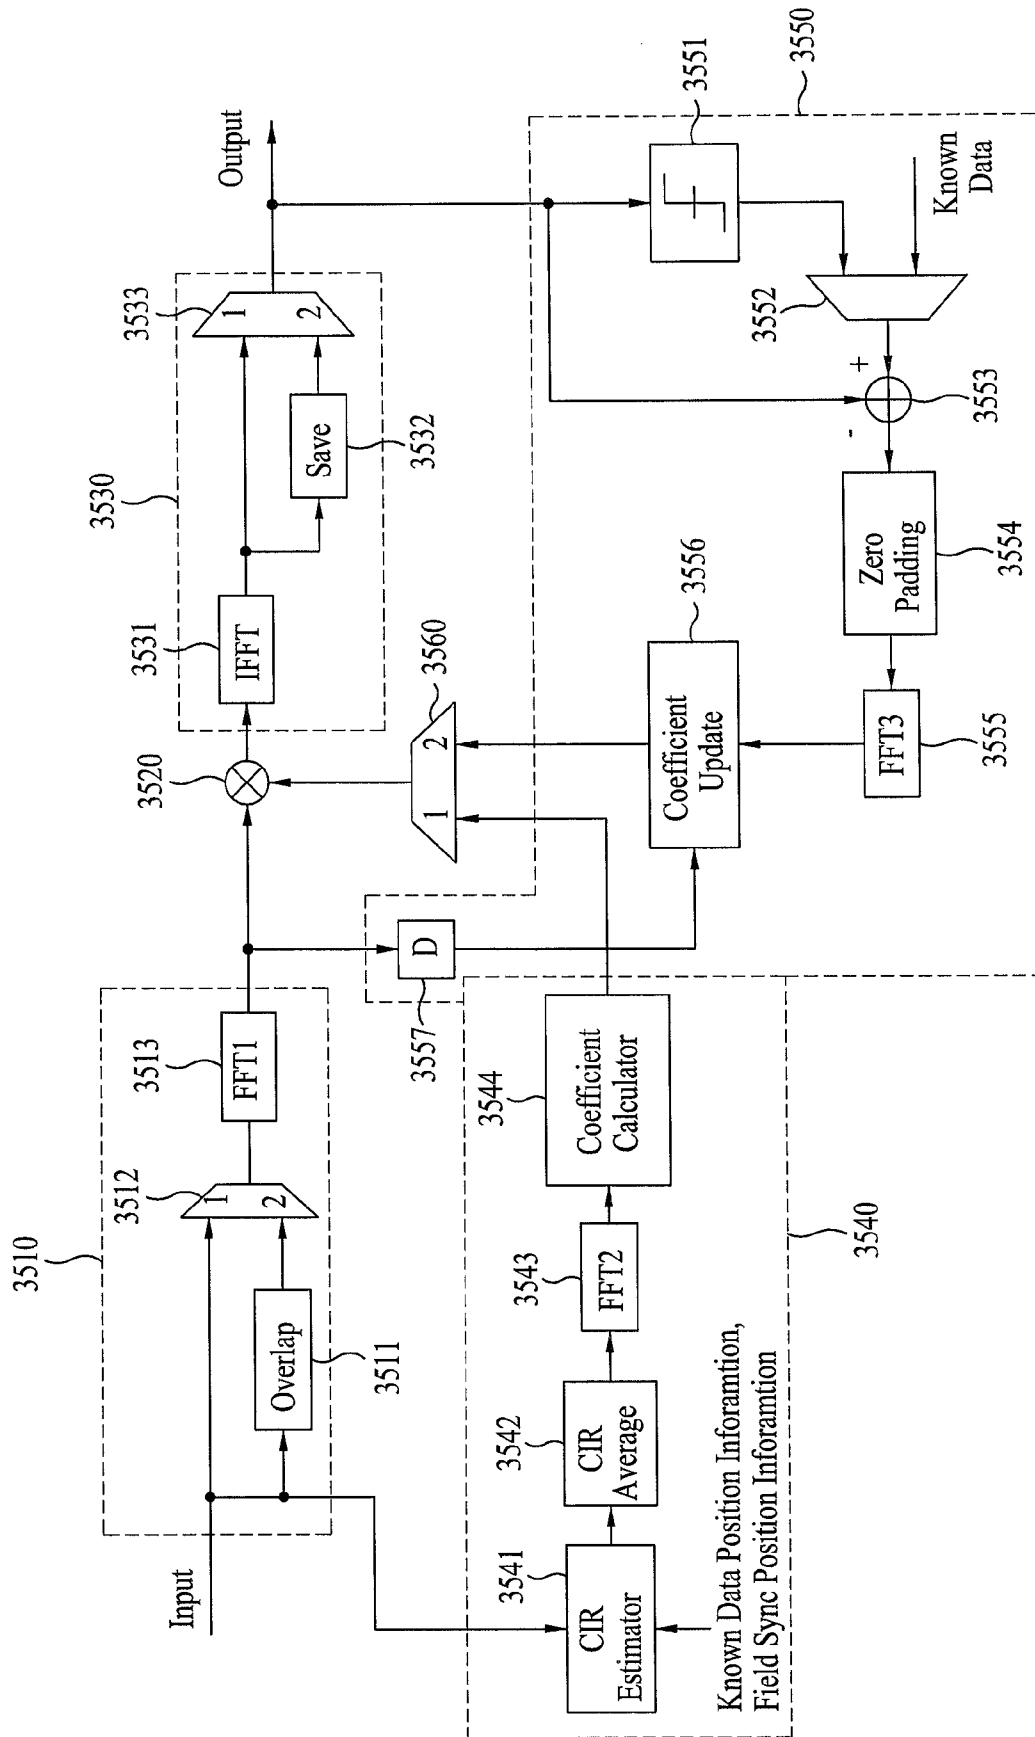 3510
3512
3513
3520
3530
3531
3533
Output
Input
1
2
Overlap
3511
FFT1
IFFT
1
2
Save
3532
3557
D
1
2
3560
3556
Coefficient
Update
3550
3551
3552
Known
Data
+
-
3553
Zero
Padding
3554
FFT3
3555
3541
CIR
Estimator
3542
CIR
Average
3543
FFT2
3544
Coefficient
Calculator
3540
Known Data Position Inforamtion,
Field Sync Position Inforamtion